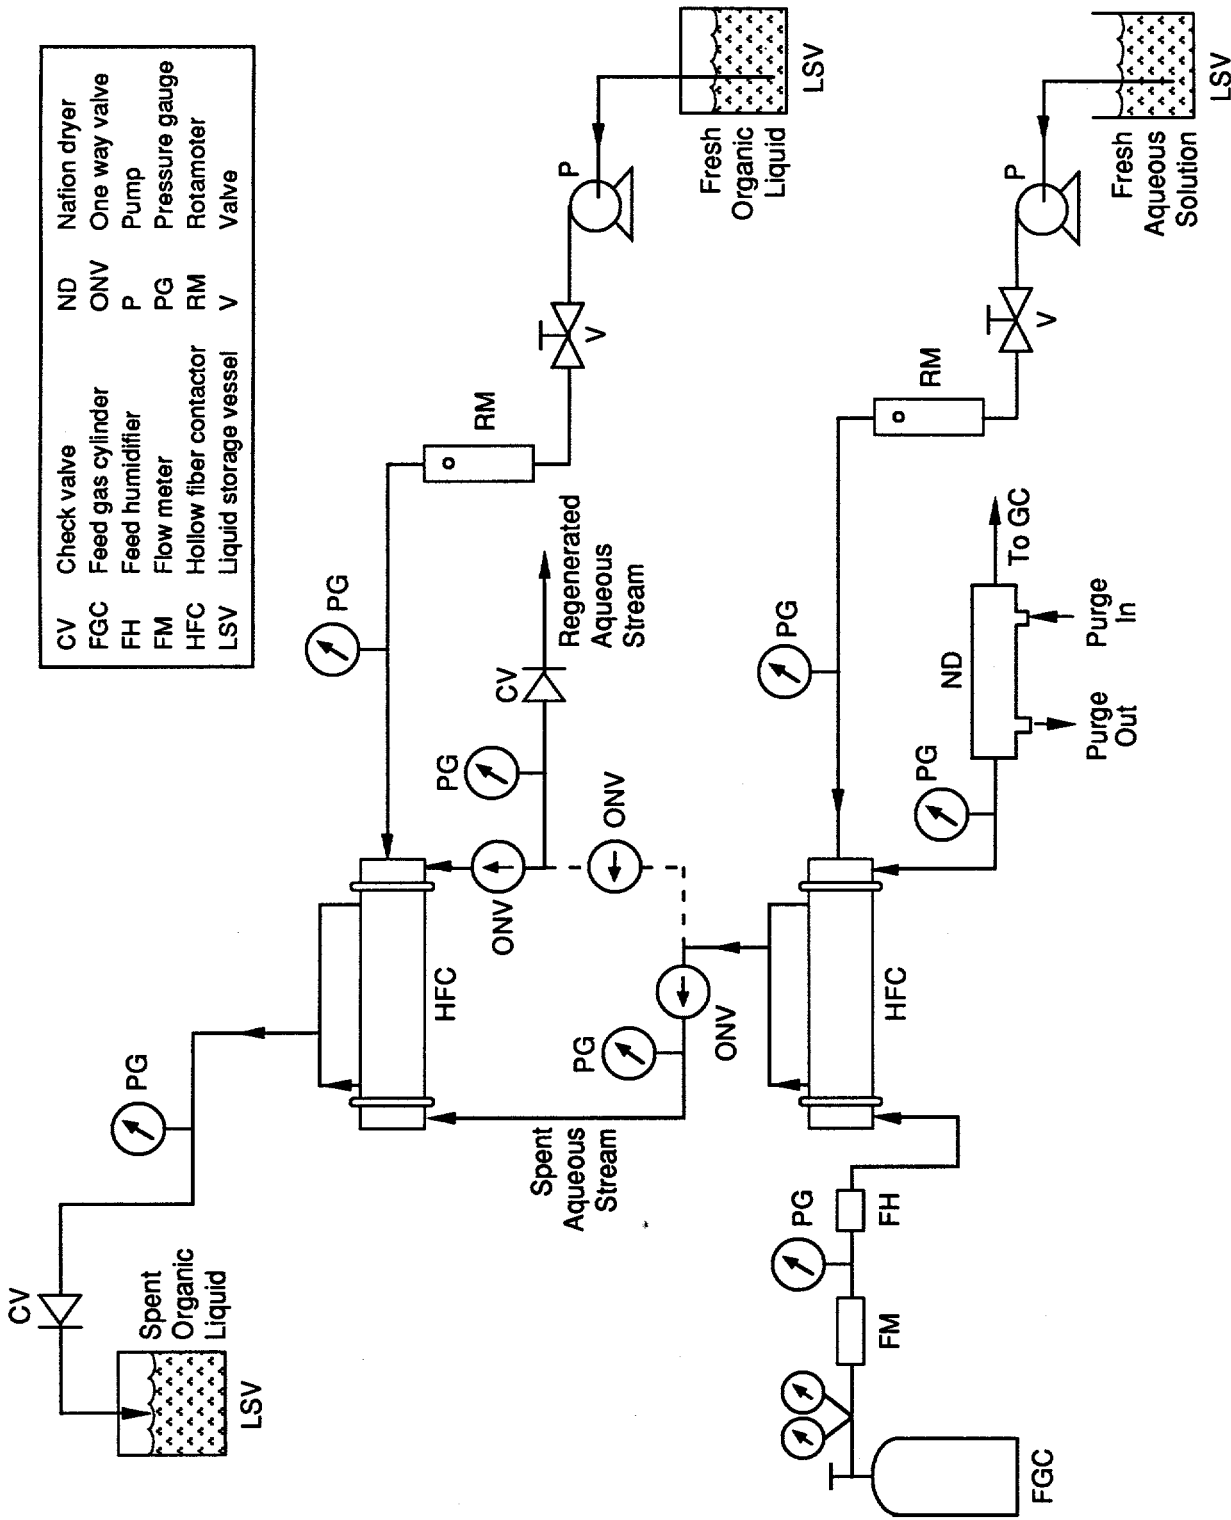 CV Check valve ND Nafion dryer
FGC Feed gas cylinder ONV One way valve
FH Feed humidifier P Pump
FM Flow meter PG Pressure gauge
HFC Hollow fiber contactor RM Rotamoter
LSV Liquid storage vessel V Valve
CV
Spent
Organic
Liquid
LSV
PG
HFC
PG
RM
V
P
Fresh
Organic
Liquid
LSV
PG
CV
Regenerated
Aqueous
Stream
ONV
ONV
Spent
Aqueous
Stream
PG
ONV
FGC
FM
PG
FH
HFC
PG
RM
V
P
Fresh
Aqueous
Solution
LSV
PG
ND
To GC
Purge
Out
Purge
In